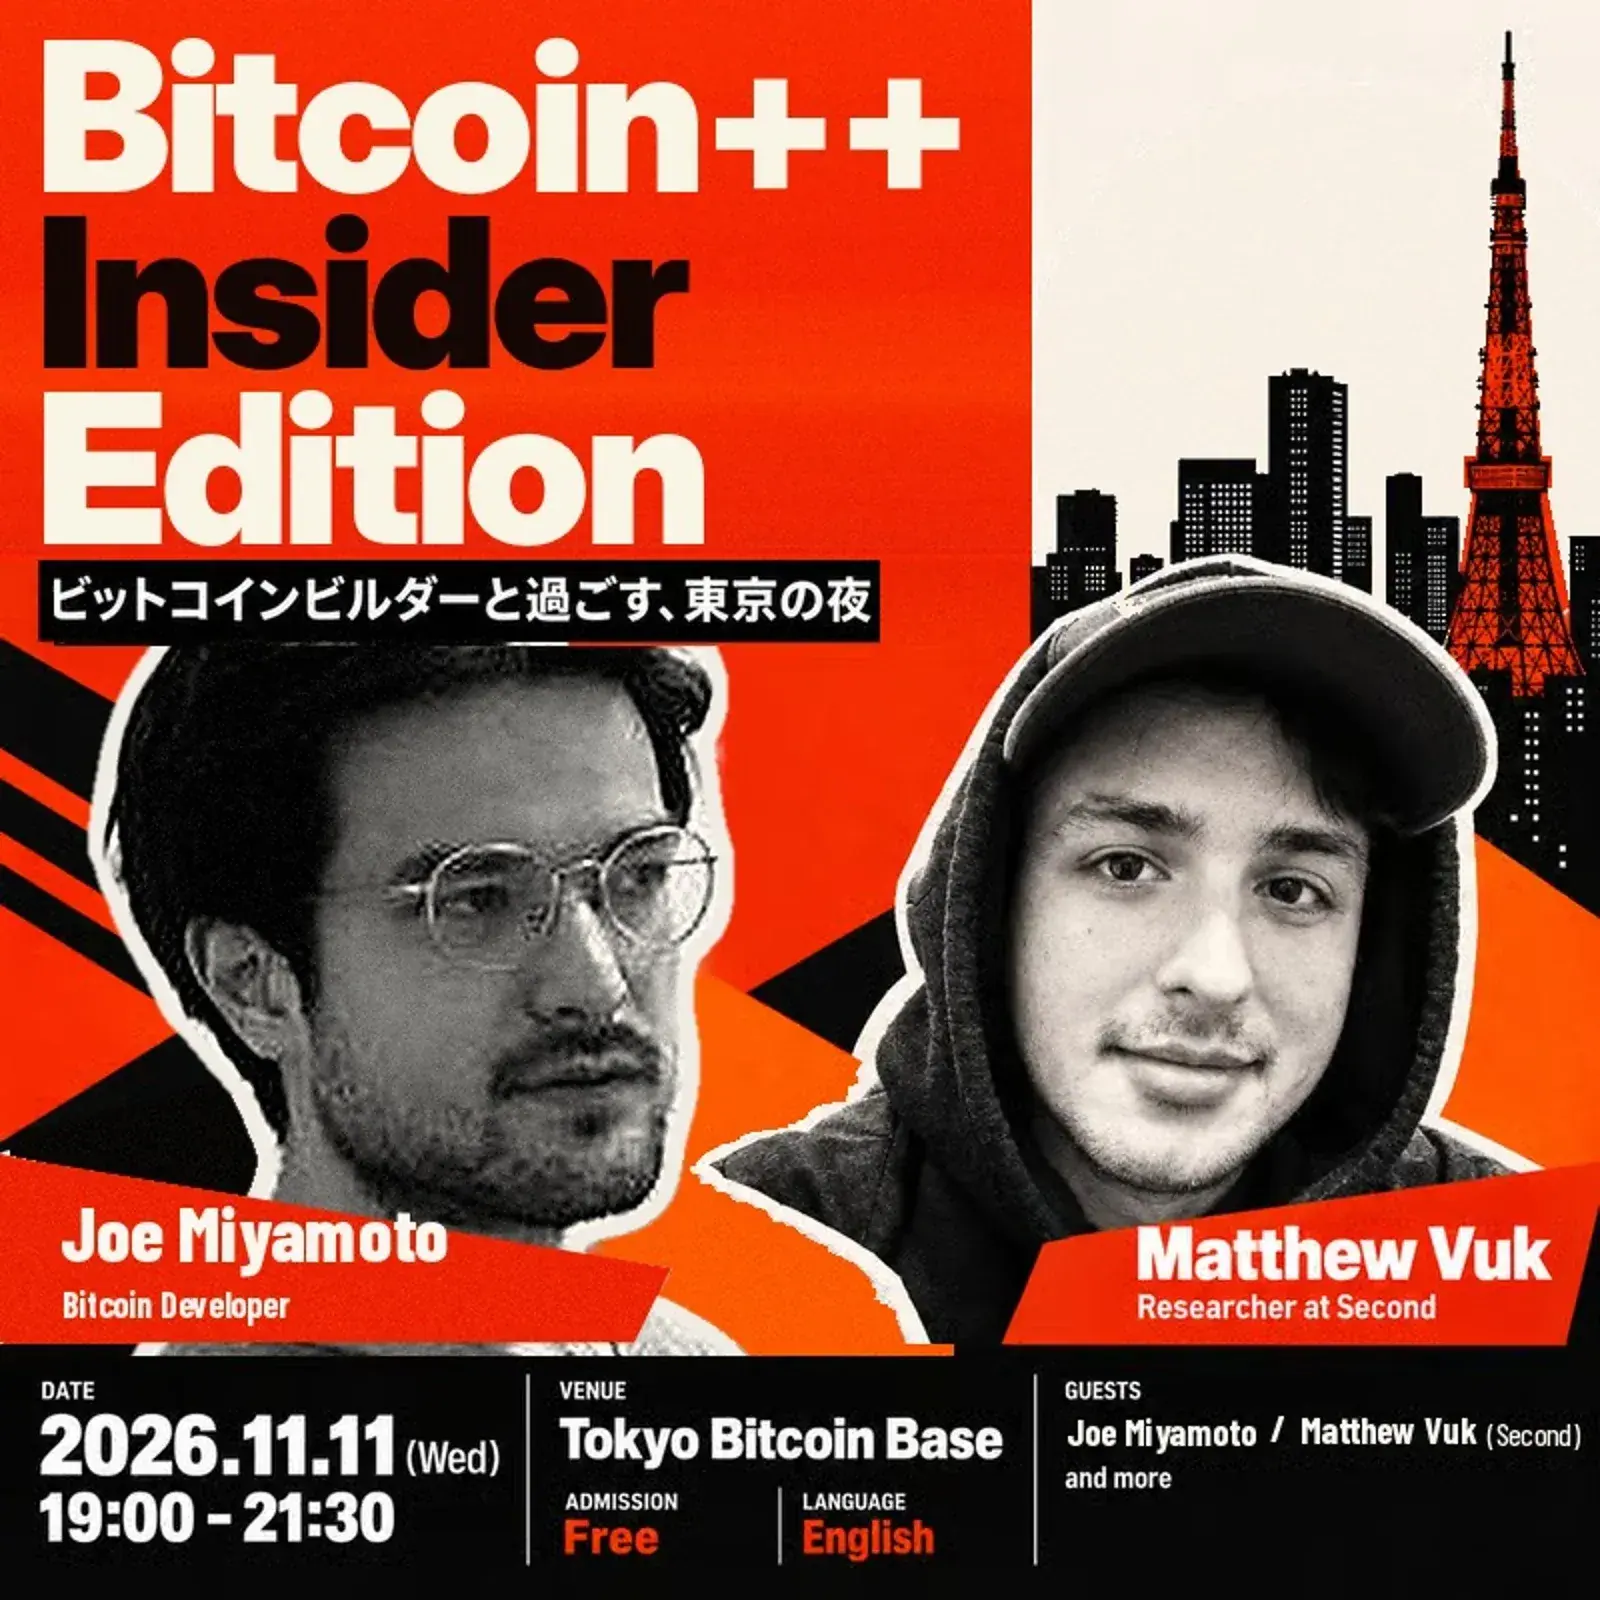 Bitcoin++
Insider
Edition
ビットコインビルダーと過ごす、東京の夜
Joe Miyamoto
Bitcoin Developer
Matthew Vuk
Researcher at Second
DATE
2026.11.11 (Wed)
19:00 – 21:30
VENUE
Tokyo Bitcoin Base
ADMISSION
Free
LANGUAGE
English
GUESTS
Joe Miyamoto / Matthew Vuk (Second)
and more